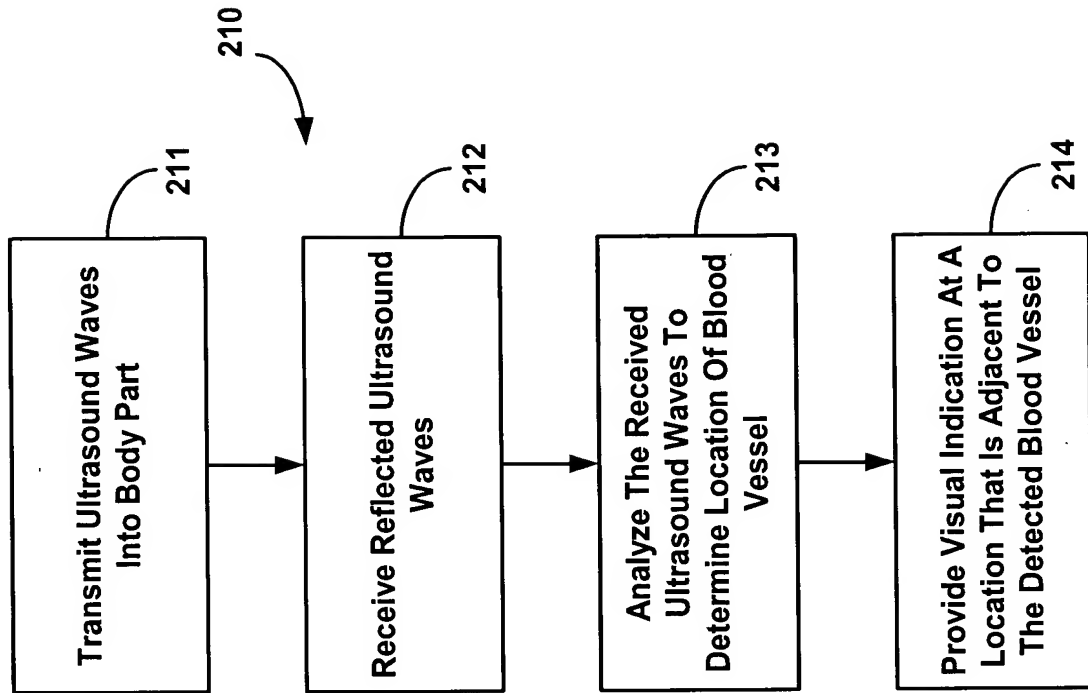 210
Transmit Ultrasound Waves
Into Body Part
211
Receive Reflected Ultrasound
Waves
212
Analyze The Received
Ultrasound Waves To
Determine Location Of Blood
Vessel
213
Provide Visual Indication At A
Location That Is Adjacent To
The Detected Blood Vessel
214